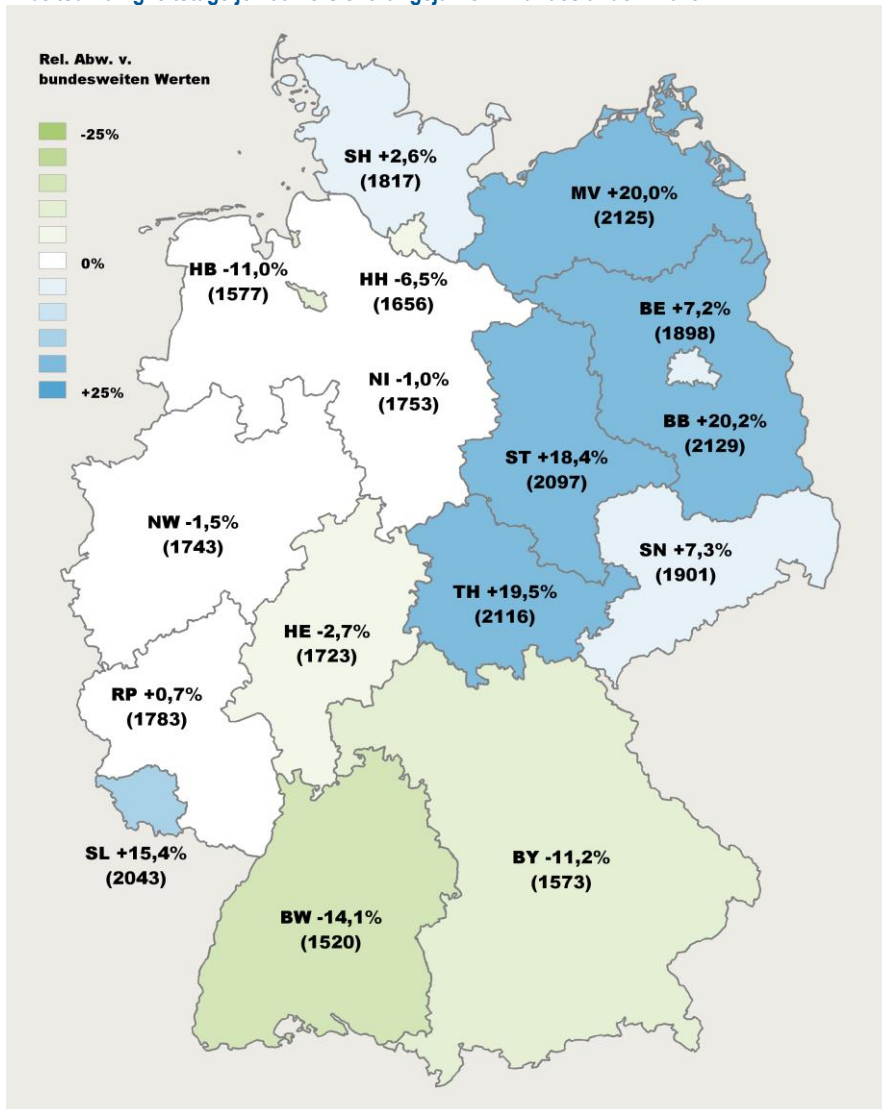 Rel. Abw. v.
bundesweiten Werten
-25%
0%
+25%
SH +2,6%
(1817)
MV +20,0%
(2125)
HB -11,0%
(1577)
HH -6,5%
(1656)
BE +7,2%
(1898)
NI -1,0%
(1753)
BB +20,2%
(2129)
ST +18,4%
(2097)
NW -1,5%
(1743)
SN +7,3%
(1901)
TH +19,5%
(2116)
HE -2,7%
(1723)
RP +0,7%
(1783)
SL +15,4%
(2043)
BY -11,2%
(1573)
BW -14,1%
(1520)